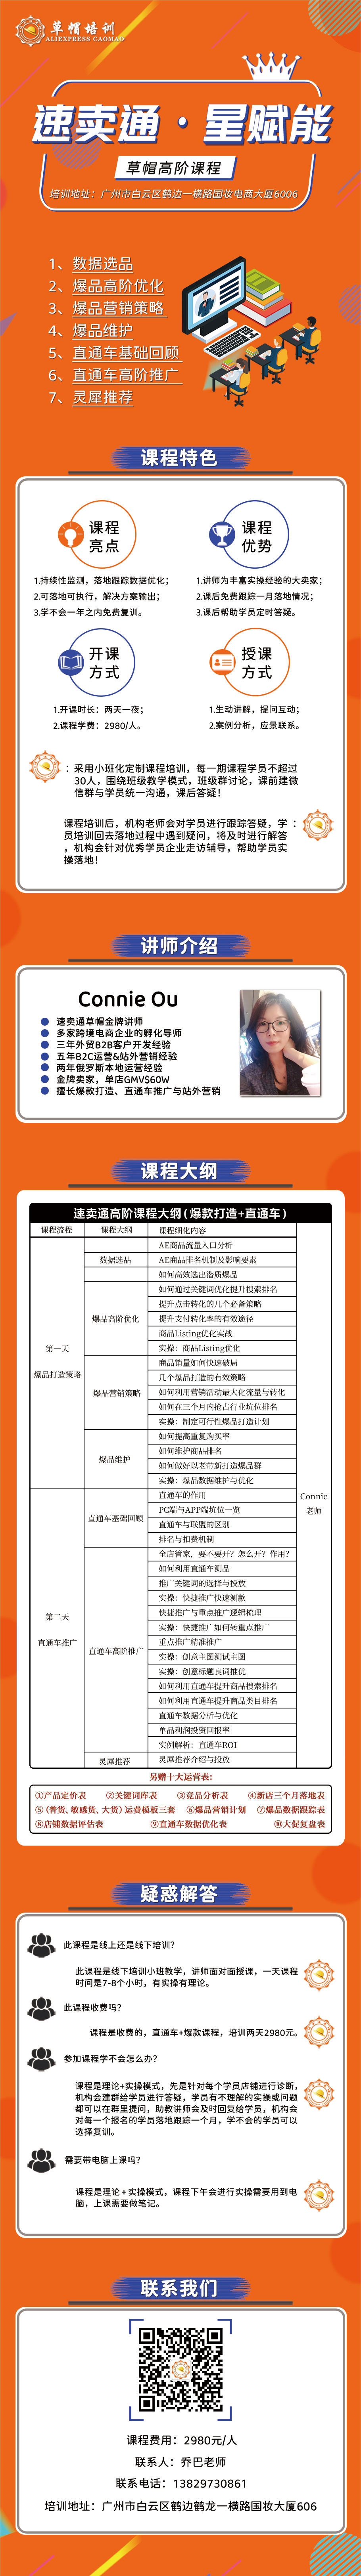 草帽培训
ALIEXPRESS CAOMAO
速卖通·星赋能
草帽高阶课程
培训地址：广州市白云区鹤边一横路国妆电商大厦6006
1、数据选品
2、爆品高阶优化
3、爆品营销策略
4、爆品维护
5、直通车基础回顾
6、直通车高阶推广
7、灵犀推荐
课程特色
课程
亮点
1.持续性监测，落地跟踪数据优化；
2.可落地可执行，解决方案输出；
3.学不会一年之内免费复训。
课程
优势
1.讲师为丰富实操经验的大卖家；
2.课后免费跟踪一月落地情况；
3.课后帮助学员定时答疑。
开课
方式
1.开课时长：两天一夜；
2.课程学费：2980/人。
授课
方式
1.生动讲解，提问互动；
2.案例分析，应景联系。
：采用小班化定制课程培训，每一期课程学员不超过
30人，围绕班级教学模式，班级群讨论，课前建微
信群与学员统一沟通，课后答疑！
课程培训后，机构老师会对学员进行跟踪答疑，学：
员培训回去落地过程中遇到疑问，将及时进行解答
，机构会针对优秀学员企业走访辅导，帮助学员实
操落地！
讲师介绍
Connie Ou
速卖通草帽金牌讲师
多家跨境电商企业的孵化导师
三年外贸B2B客户开发经验
五年B2C运营&站外营销经验
两年俄罗斯本地运营经验
金牌卖家，单店GMV$60W
擅长爆款打造、直通车推广与站外营销
课程大纲
速卖通高阶课程大纲（爆款打造+直通车）
课程流程 课程大纲 课程细化内容
第一天
爆品打造策略
数据选品
AE商品流量入口分析
AE商品排名机制及影响要素
如何高效选出潜质爆品
爆品高阶优化
如何通过关键词优化提升搜索排名
提升点击转化的几个必备策略
提升支付转化率的有效途径
商品Listing优化实战
实操：商品Listing优化
爆品营销策略
商品销量如何快速破局
几个爆品打造的有效策略
如何利用营销活动最大化流量与转化
如何在三个月内抢占行业坑位排名
实操：制定可行性爆品打造计划
爆品维护
如何提高重复购买率
如何维护商品排名
如何做好以老带新打造爆品群
实操：爆品数据维护与优化
第二天
直通车推广
直通车基础回顾
直通车的作用
PC端与APP端坑位一览
直通车与联盟的区别
排名与扣费机制
直通车高阶推广
全店管家，要不要开？怎么开？作用？
如何利用直通车测品
推广关键词的选择与投放
实操：快捷推广快速测款
快捷推广与重点推广逻辑梳理
实操：快捷推广如何转重点推广
重点推广精准推广
实操：创意主图测试主图
实操：创意标题良词推优
如何利用直通车提升商品搜索排名
如何利用直通车提升商品类目排名
直通车数据分析与优化
单品利润投资回报率
实例解析：直通车ROI
灵犀推荐
灵犀推荐介绍与投放
Connie
老师
另赠十大运营表：
①产品定价表 ②关键词库表 ③竞品分析表 ④新店三个月落地表
⑤（普货、敏感货、大货）运费模板三套 ⑥爆品营销计划 ⑦爆品数据跟踪表
⑧店铺数据评估表 ⑨直通车数据优化表 ⑩大促复盘表
疑惑解答
此课程是线上还是线下培训？
此课程是线下培训小班教学，讲师面对面授课，一天课程
时间是7-8个小时，有实操有理论。
此课程收费吗？
课程是收费的，直通车+爆款课程，培训两天2980元。
参加课程学不会怎么办？
课程是理论+实操模式，先是针对每个学员店铺进行诊断，
机构会建群给学员进行答疑，学员有不理解的实操或问题
都可以在群里提问，助教讲师会及时回复给学员，机构会
对每一个报名的学员落地跟踪一个月，学不会的学员可以
选择复训。
需要带电脑上课吗？
课程是理论+实操模式，课程下午会进行实操需要用到电
脑，上课需要做笔记。
联系我们
课程费用：2980元/人
联系人：乔巴老师
联系电话：13829730861
培训地址：广州市白云区鹤边鹤龙一横路国妆大厦606